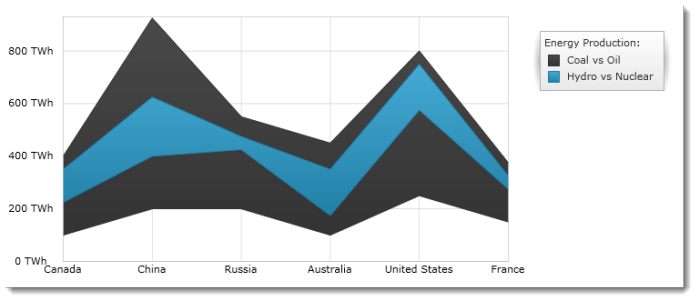 Energy Production:
Coal vs Oil
Hydro vs Nuclear
800 TWh
600 TWh
400 TWh
200 TWh
0 TWh
Canada China Russia Australia United States France